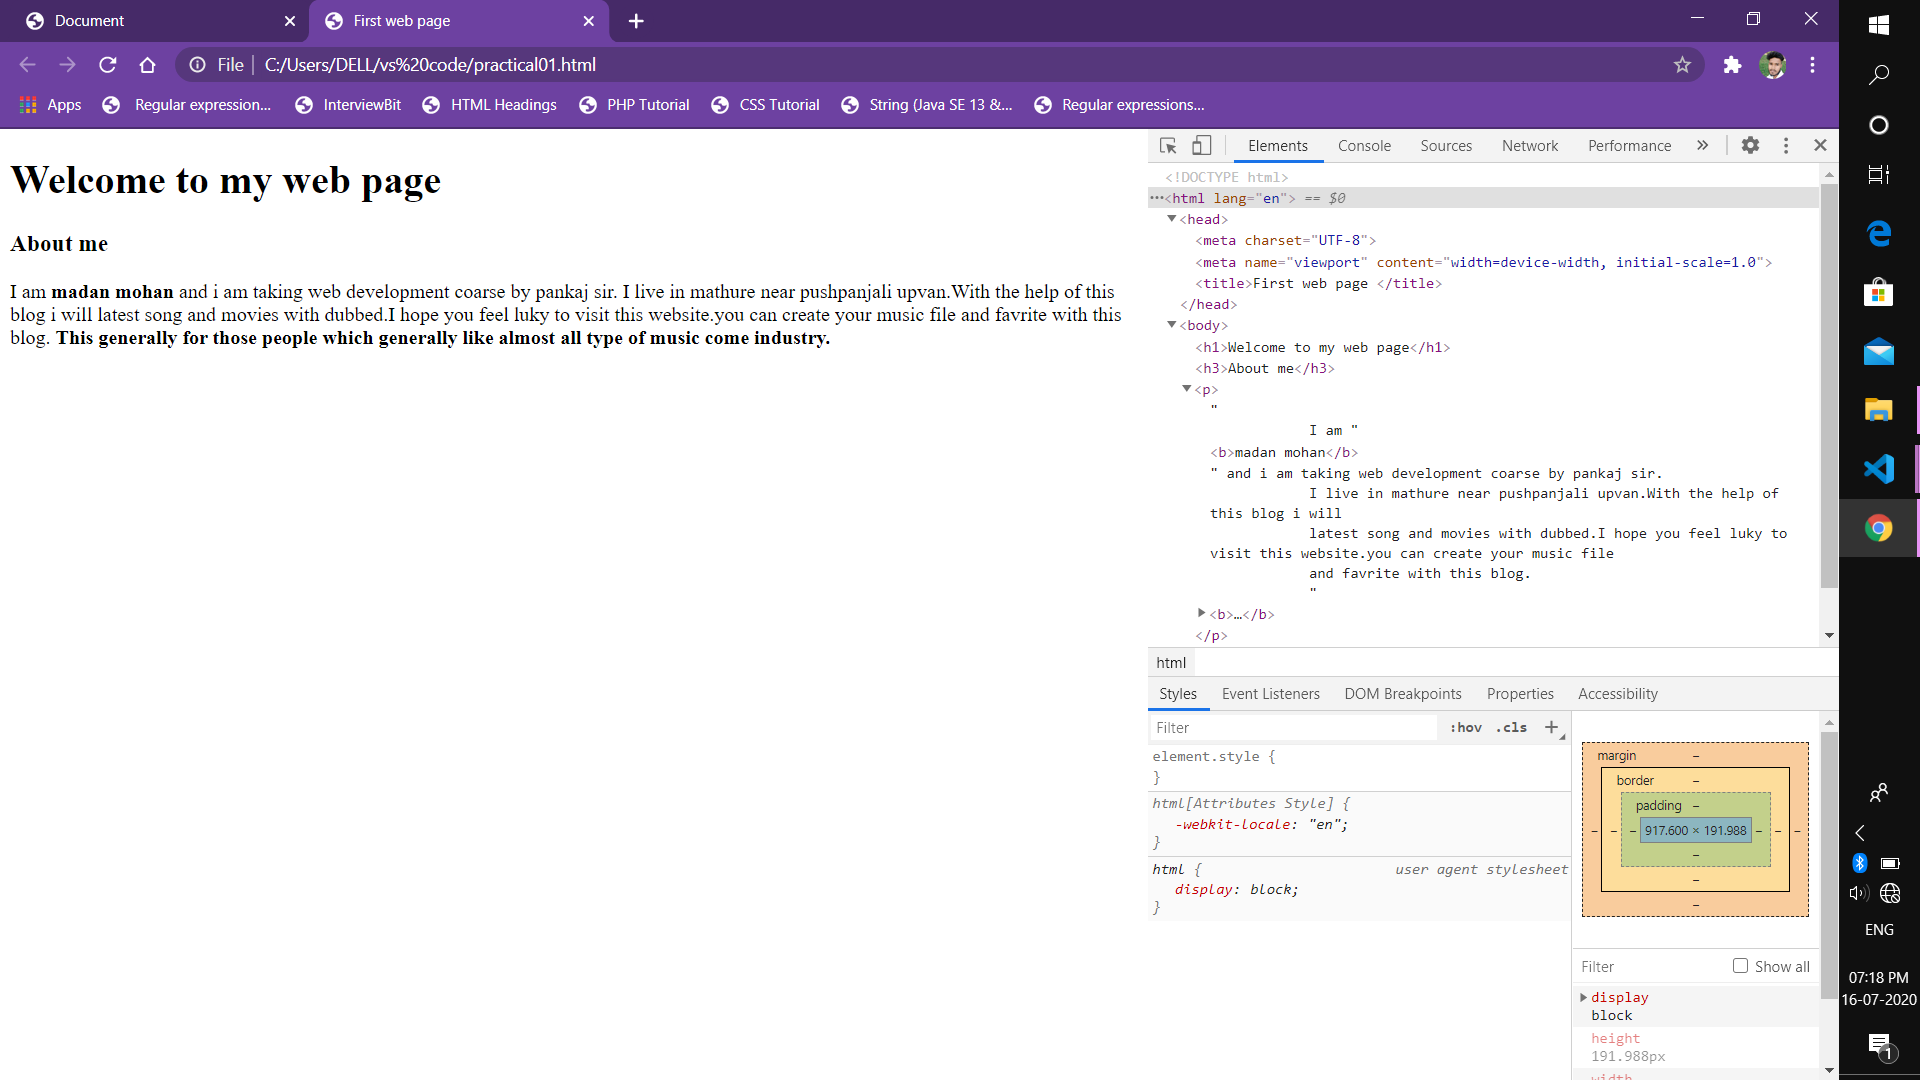 Document
First web page
File
C:/Users/DELL/vs%20code/practical01.html
Apps
Regular expression...
InterviewBit
HTML Headings
PHP Tutorial
CSS Tutorial
String (Java SE 13 &...
Regular expressions...
Welcome to my web page
About me
I am madan mohan and i am taking web development coarse by pankaj sir. I live in mathure near pushpanjali upvan.With the help of this
blog i will latest song and movies with dubbed.I hope you feel luky to visit this website.you can create your music file and favrite with this
blog. This generally for those people which generally like almost all type of music come industry.
Elements
Console
Sources
Network
Performance
<!DOCTYPE html>
<html lang="en"> == $0
<head>
<meta charset="UTF-8">
<meta name="viewport" content="width=device-width, initial-scale=1.0">
<title>First web page </title>
</head>
<body>
<h1>Welcome to my web page</h1>
<h3>About me</h3>
<p>
"
I am "
<b>madan mohan</b>
" and i am taking web development coarse by pankaj sir.
I live in mathure near pushpanjali upvan.With the help of
this blog i will
latest song and movies with dubbed.I hope you feel luky to
visit this website.you can create your music file
and favrite with this blog.
"
<b>…</b>
</p>
html
Styles
Event Listeners
DOM Breakpoints
Properties
Accessibility
Filter
:hov
.cls
element.style {
}
html[Attributes Style] {
-webkit-locale: "en";
}
html {
user agent stylesheet
display: block;
}
margin –
border –
padding –
– – – 917.600 × 191.988 – – –
–
–
–
Filter
Show all
display
block
height
191.988px
width
ENG
07:18 PM
16-07-2020
1